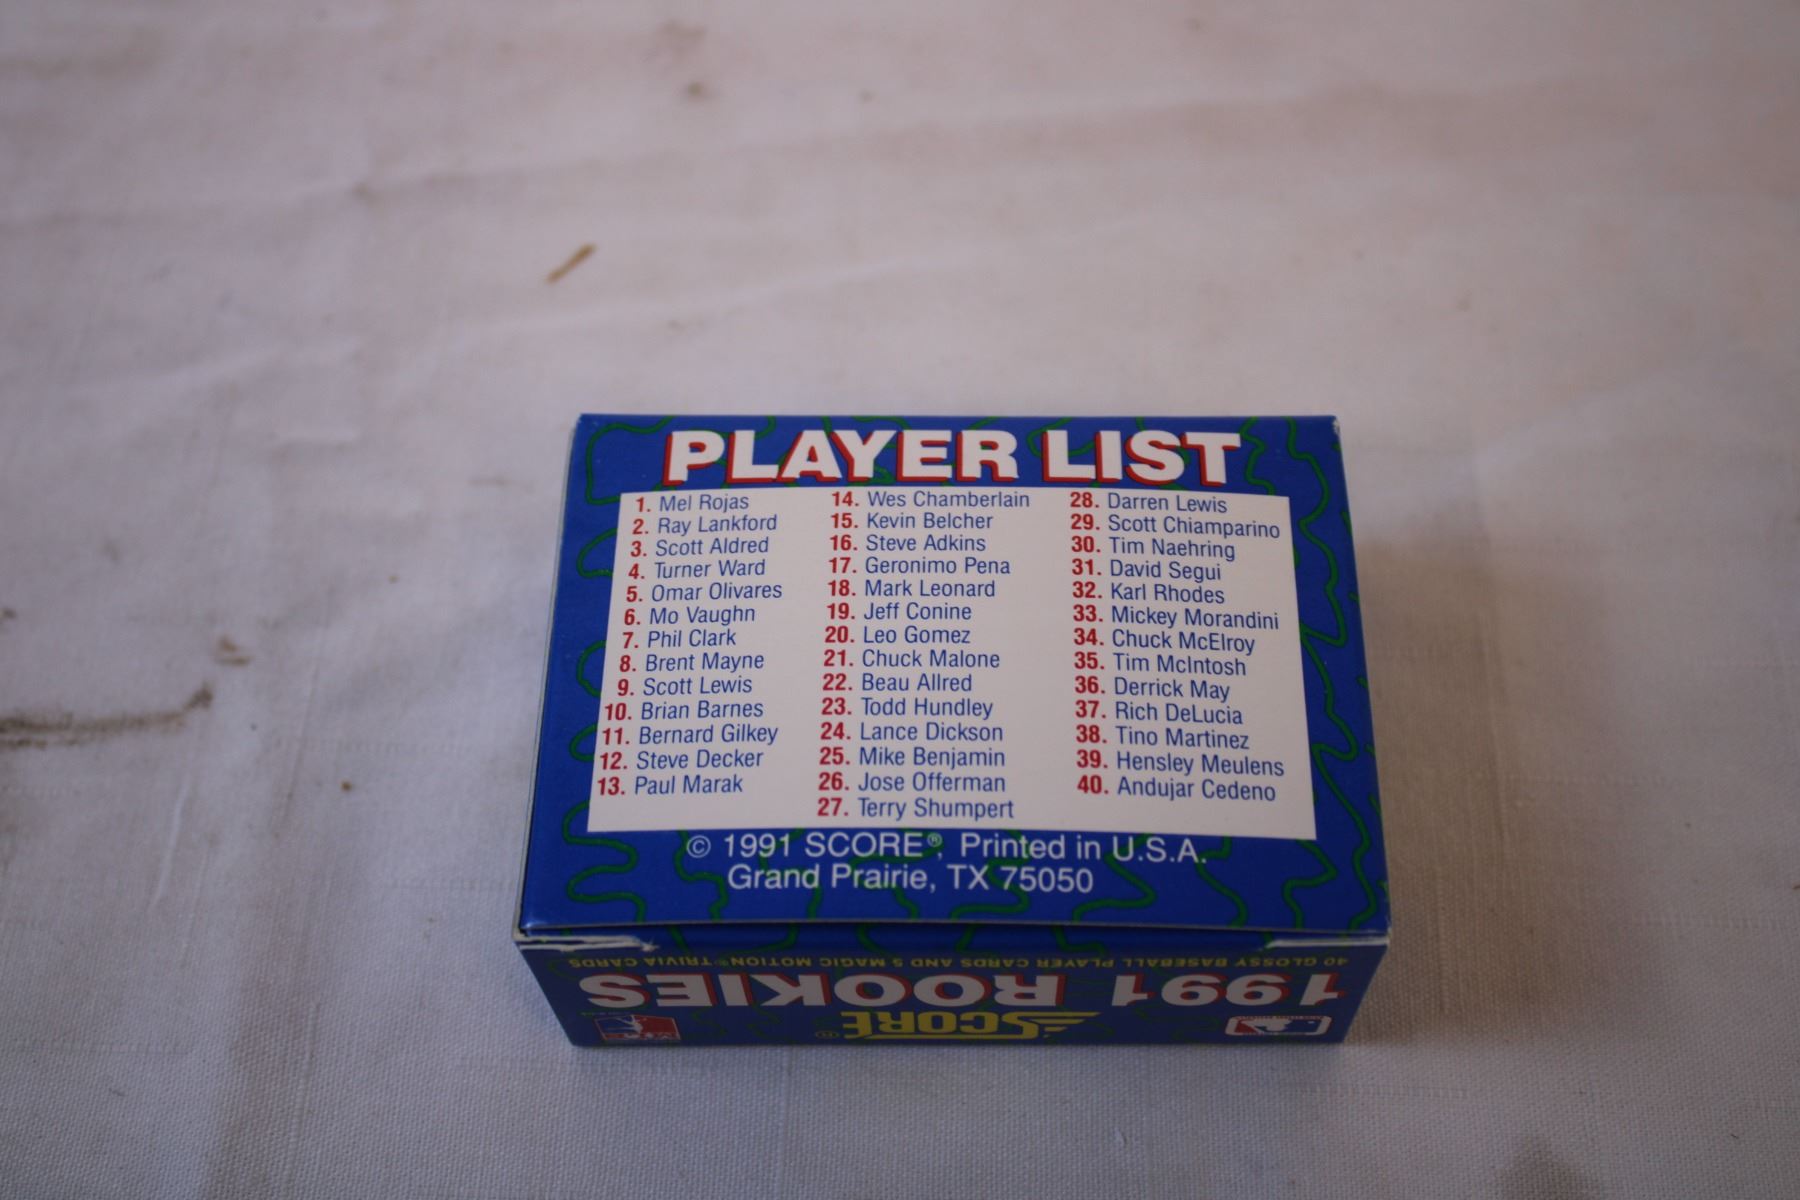 PLAYER LIST
1. Mel Rojas
2. Ray Lankford
3. Scott Aldred
4. Turner Ward
5. Omar Olivares
6. Mo Vaughn
7. Phil Clark
8. Brent Mayne
9. Scott Lewis
10. Brian Barnes
11. Bernard Gilkey
12. Steve Decker
13. Paul Marak
14. Wes Chamberlain
15. Kevin Belcher
16. Steve Adkins
17. Geronimo Pena
18. Mark Leonard
19. Jeff Conine
20. Leo Gomez
21. Chuck Malone
22. Beau Allred
23. Todd Hundley
24. Lance Dickson
25. Mike Benjamin
26. Jose Offerman
27. Terry Shumpert
28. Darren Lewis
29. Scott Chiamparino
30. Tim Naehring
31. David Segui
32. Karl Rhodes
33. Mickey Morandini
34. Chuck McElroy
35. Tim McIntosh
36. Derrick May
37. Rich DeLucia
38. Tino Martinez
39. Hensley Meulens
40. Andujar Cedeno
© 1991 SCORE®, Printed in U.S.A.
Grand Prairie, TX 75050
SCORE®
1991 ROOKIES
40 GLOSSY BASEBALL PLAYER CARDS AND 5 MAGIC MOTION® TRIVIA CARDS